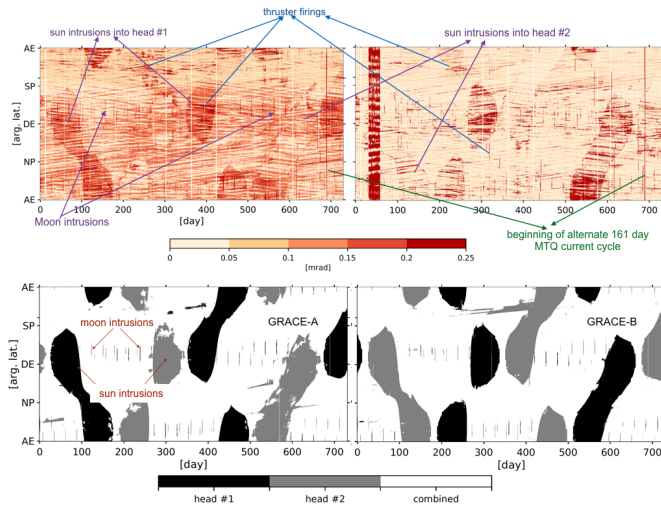 sun intrusions into head #1
thruster firings
sun intrusions into head #2
AE
SP
DE
NP
AE
[arg. lat.]
0 100 200 300 400 500 600 700
[day]
0 100 200 300 400 500 600 700
Moon intrusions
beginning of alternate 161 day
MTQ current cycle
0 0.05 0.1 0.15 0.2 0.25
[mrad]
AE
SP
DE
NP
AE
[arg. lat.]
moon intrusions
sun intrusions
GRACE-A
GRACE-B
0 100 200 300 400 500 600 700
[day]
0 100 200 300 400 500 600 700
[day]
head #1 head #2 combined